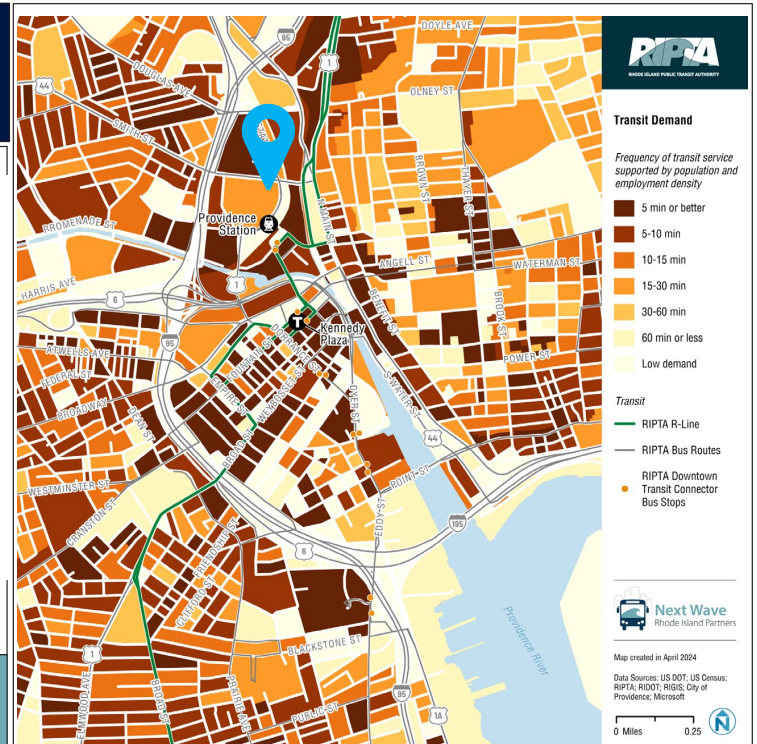 DOYLE AVE
95
1
DOUGLAS AVE
44
OLNEY ST
SMITH ST
BROWN ST
THAYER ST
Providence
Station
N MAIN ST
PROMENADE ST
ANGELL ST
WATERMAN ST
HARRIS AVE
1
6
BENEFIT ST
BROOK ST
Kennedy
Plaza
T
DORRANCE ST
FOUNTAIN ST
95
ATWELLS AVE
FEDERAL ST
EMPIRE ST
WEYBOSSET ST
POWER ST
BROADWAY
DEAN ST
DYER ST
S WATER ST
44
BROAD ST
POINT ST
WESTMINSTER ST
CRANSTON ST
EDDY ST
195
6
FRIENDSHIP ST
CLIFFORD ST
Providence River
1
BLACKSTONE ST
ELMWOOD AVE
BROAD ST
PRAIRIE AVE
95
PUBLIC ST
1A
RIPTA
RHODE ISLAND PUBLIC TRANSIT AUTHORITY
Transit Demand
Frequency of transit service
supported by population and
employment density
5 min or better
5-10 min
10-15 min
15-30 min
30-60 min
60 min or less
Low demand
Transit
RIPTA R-Line
RIPTA Bus Routes
RIPTA Downtown
Transit Connector
Bus Stops
Next Wave
Rhode Island Partners
Map created in April 2024
Data Sources: US DOT; US Census;
RIPTA; RIDOT; RIGIS; City of
Providence; Microsoft
0 Miles 0.25
N